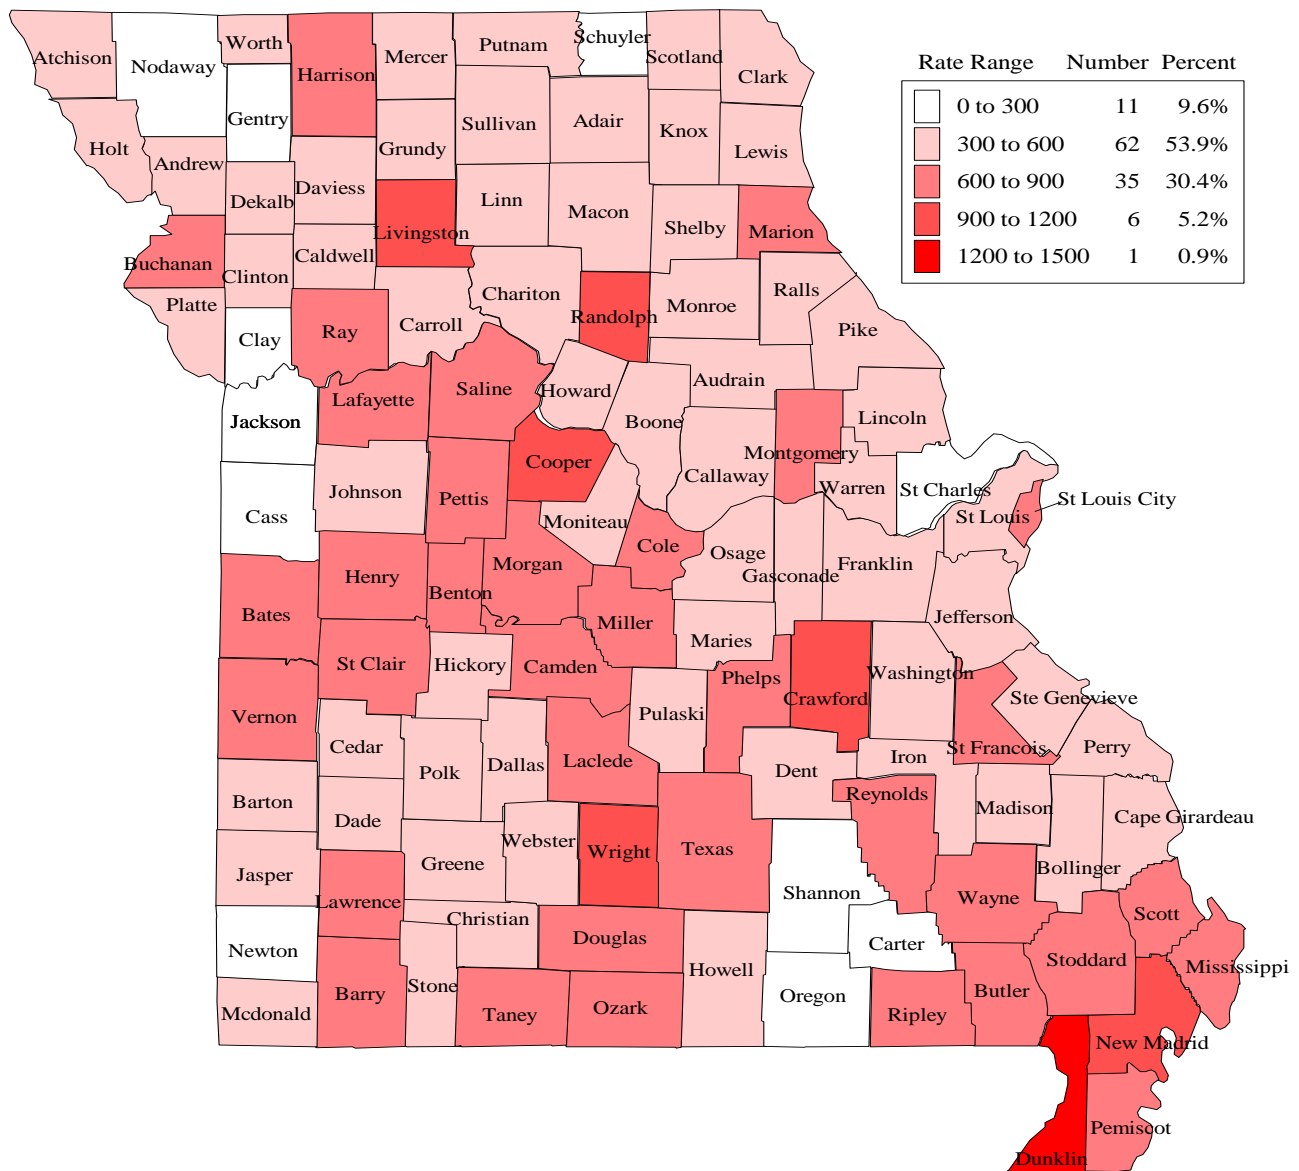 Rate Range Number Percent
0 to 300 11 9.6%
300 to 600 62 53.9%
600 to 900 35 30.4%
900 to 1200 6 5.2%
1200 to 1500 1 0.9%
Atchison
Nodaway
Worth
Harrison
Mercer
Putnam
Schuyler
Scotland
Clark
Gentry
Holt
Andrew
Dekalb
Daviess
Grundy
Sullivan
Adair
Knox
Lewis
Linn
Macon
Shelby
Marion
Livingston
Buchanan
Clinton
Caldwell
Platte
Clay
Ray
Carroll
Chariton
Randolph
Monroe
Ralls
Pike
Audrain
Lafayette
Saline
Howard
Boone
Jackson
Lincoln
Callaway
Montgomery
Warren
St Charles
St Louis
St Louis City
Cass
Johnson
Pettis
Cooper
Moniteau
Cole
Osage
Gasconade
Franklin
Jefferson
Bates
Henry
Benton
Morgan
Miller
Maries
St Clair
Hickory
Camden
Phelps
Crawford
Washington
Ste Genevieve
Vernon
Cedar
Polk
Dallas
Laclede
Pulaski
Dent
Iron
St Francois
Perry
Barton
Dade
Greene
Webster
Wright
Texas
Reynolds
Madison
Cape Girardeau
Bollinger
Jasper
Lawrence
Christian
Shannon
Wayne
Scott
Newton
Douglas
Howell
Carter
Stoddard
Mississippi
Mcdonald
Barry
Stone
Taney
Ozark
Oregon
Ripley
Butler
New Madrid
Pemiscot
Dunklin